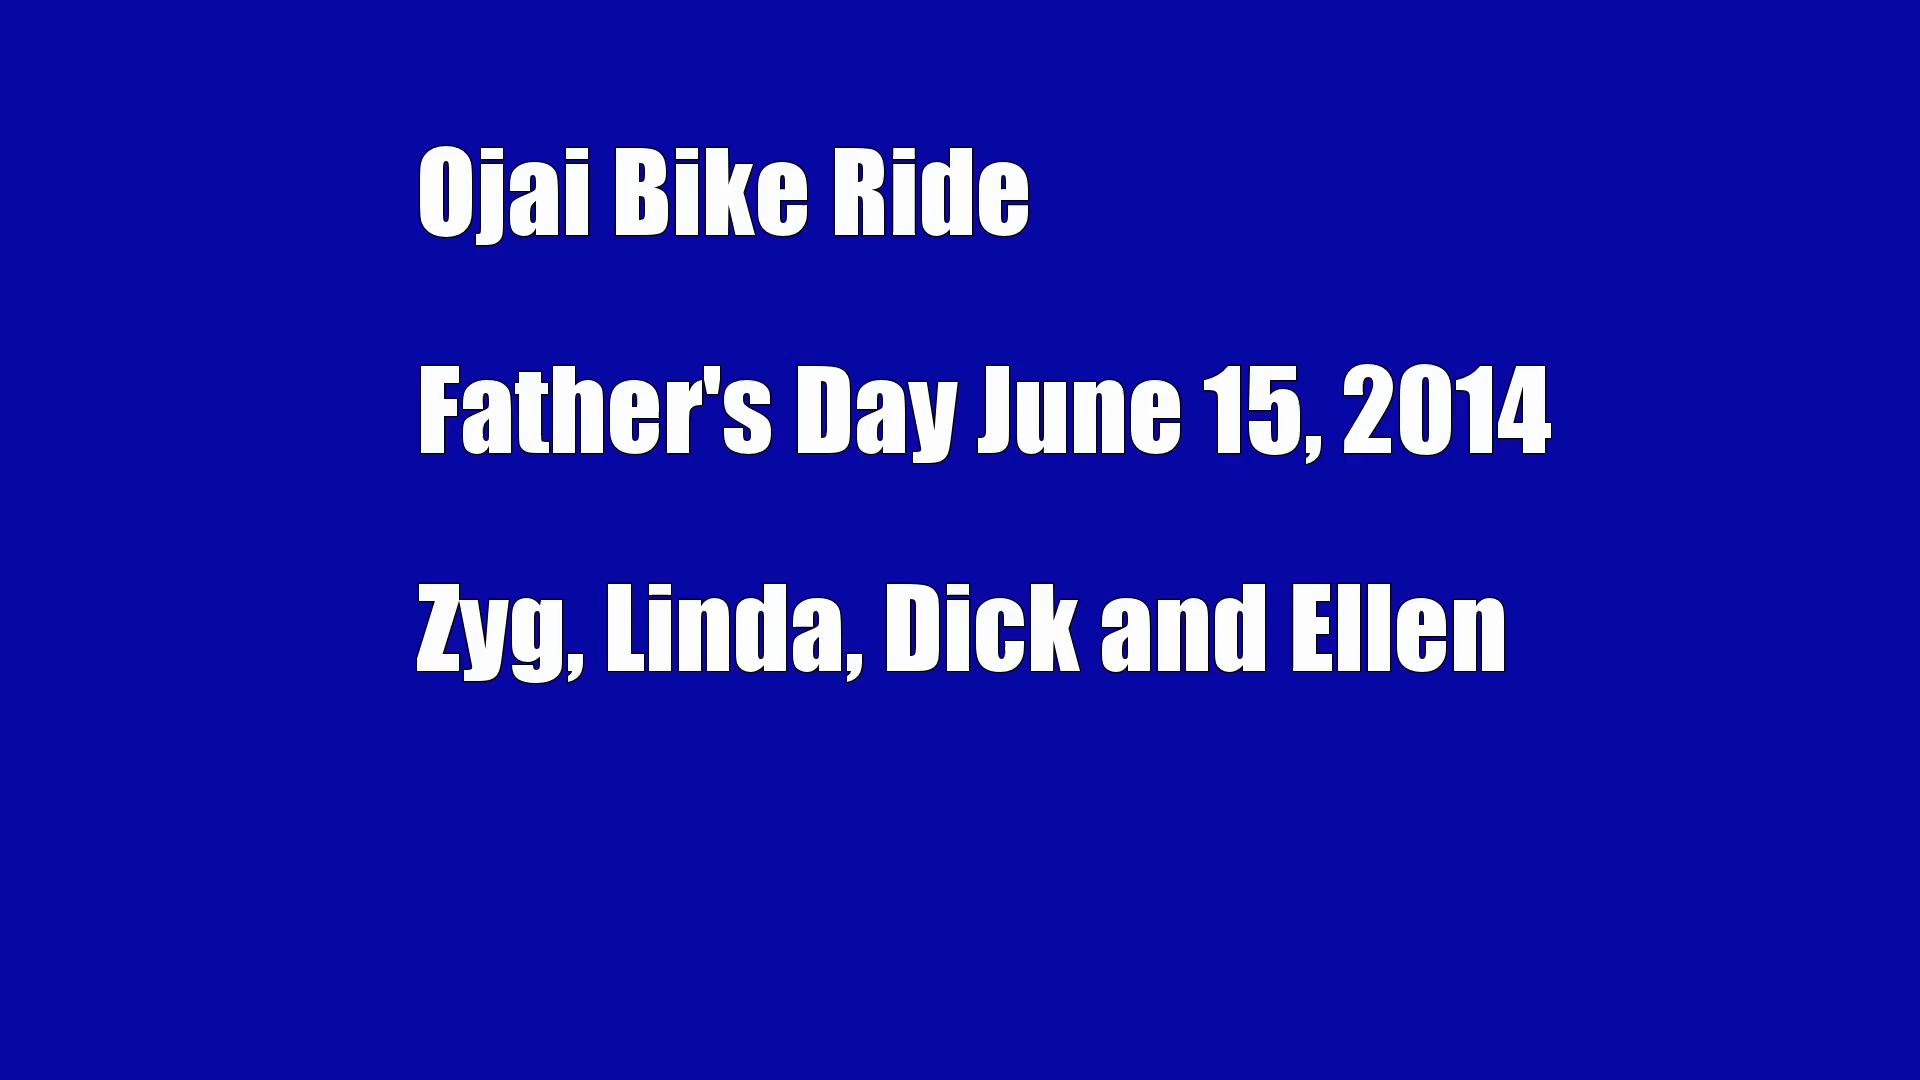 Ojai Bike Ride
Father's Day June 15, 2014
Zyg, Linda, Dick and Ellen